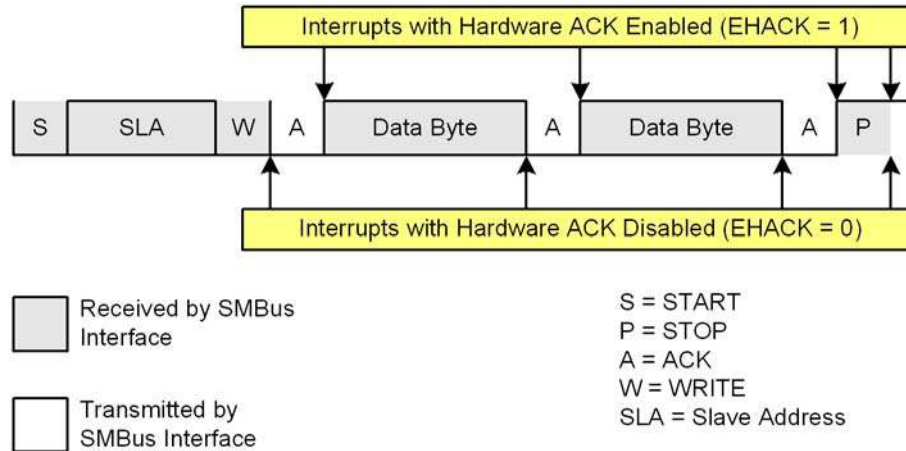 Interrupts with Hardware ACK Enabled (EHACK = 1)
S SLA W A Data Byte A Data Byte A P
Interrupts with Hardware ACK Disabled (EHACK = 0)
Received by SMBus
Interface
Transmitted by
SMBus Interface
S = START
P = STOP
A = ACK
W = WRITE
SLA = Slave Address